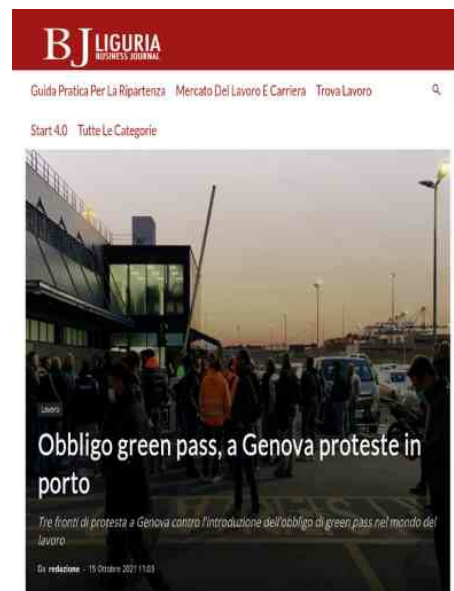 BJ LIGURIA
BUSINESS JOURNAL
Guida Pratica Per La Ripartenza Mercato Del Lavoro E Carriera Trova Lavoro
Start 4.0 Tutte Le Categorie
Lavoro
Obbligo green pass, a Genova proteste in
porto
Tre fronti di protesta a Genova contro l'introduzione dell'obbligo di green pass nel mondo del
lavoro
Da redazione - 15 Ottobre 2021 11:03